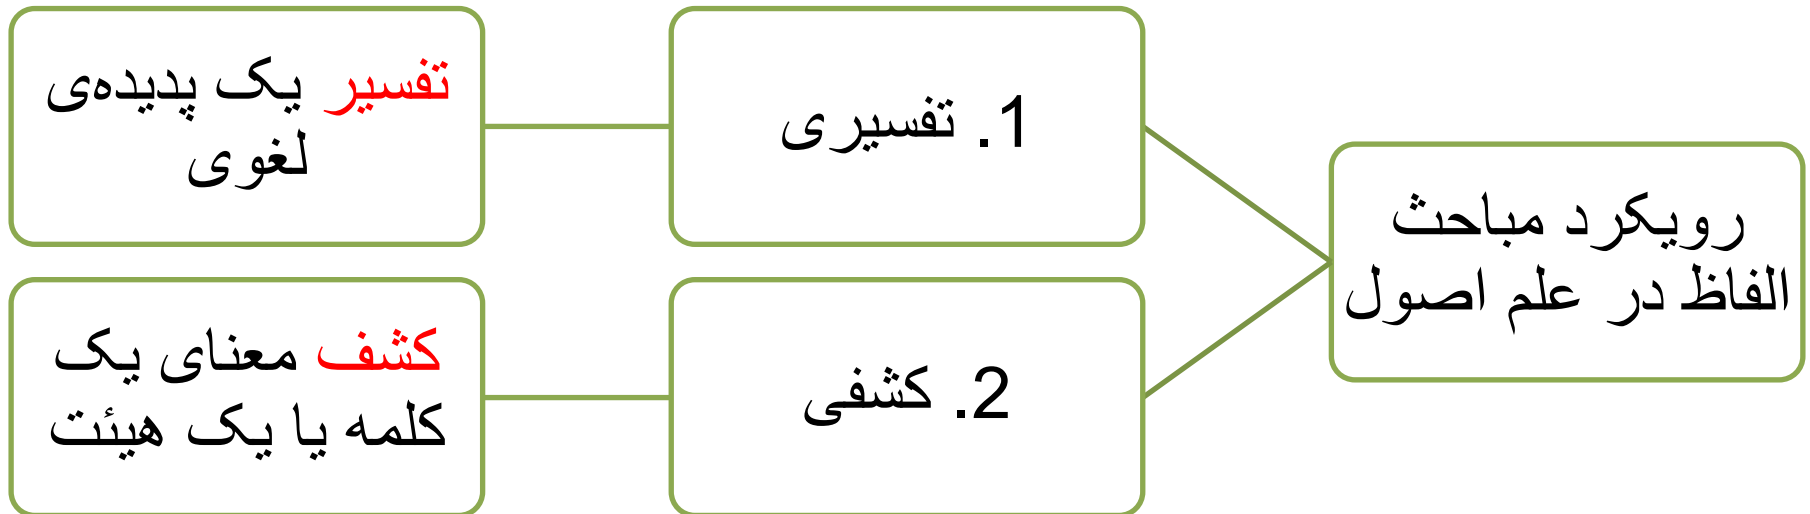 رویکرد مباحث
الفاظ در علم اصول
1. تفسیری
تفسیر یک پدیده‌ی
لغوی
2. کشفی
کشف معنای یک
کلمه یا یک هیئت